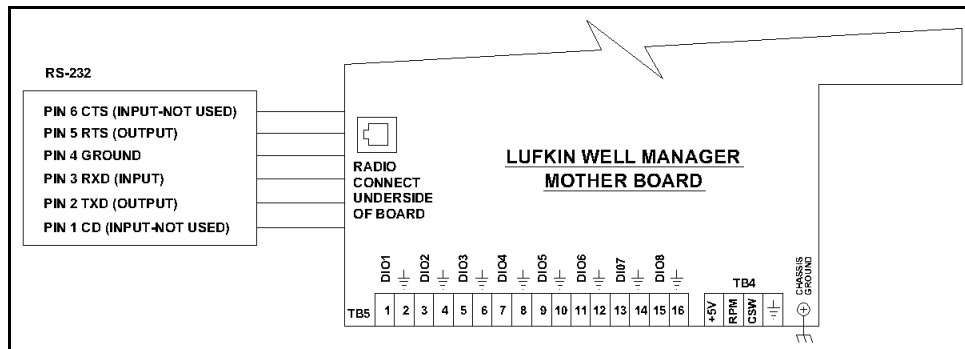 RS-232
PIN 6 CTS (INPUT-NOT USED)
PIN 5 RTS (OUTPUT)
PIN 4 GROUND
PIN 3 RXD (INPUT)
PIN 2 TXD (OUTPUT)
PIN 1 CD (INPUT-NOT USED)
RADIO
CONNECT
UNDERSIDE
OF BOARD
LUFKIN WELL MANAGER
MOTHER BOARD
DIO1 DIO2 DIO3 DIO4 DIO5 DIO6 DI07 DIO8
TB5 1 2 3 4 5 6 7 8 9 10 11 12 13 14 15 16
TB4
+5V RPM CSW
CHASSIS
GROUND